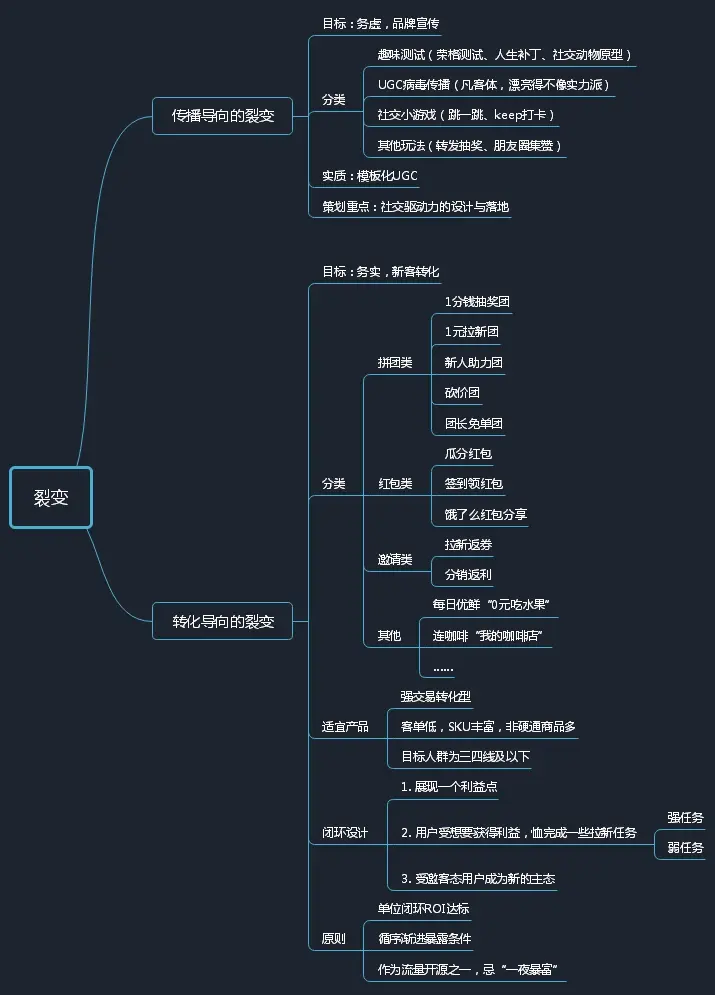 目标：务虚，品牌宣传
趣味测试（荣格测试、人生补丁、社交动物原型）
UGC病毒传播（凡客体，漂亮得不像实力派）
分类
传播导向的裂变
社交小游戏（跳一跳、keep打卡）
其他玩法（转发抽奖、朋友圈集赞）
实质：模板化UGC
策划重点：社交驱动力的设计与落地
目标：务实，新客转化
1分钱抽奖团
1元拉新团
拼团类
新人助力团
砍价团
团长免单团
瓜分红包
裂变
分类
红包类
签到领红包
饿了么红包分享
拉新返券
邀请类
分销返利
每日优鲜“0元吃水果”
转化导向的裂变
其他
连咖啡“我的咖啡店”
......
强交易转化型
适宜产品
客单低，SKU丰富，非硬通商品多
目标人群为三四线及以下
1. 展现一个利益点
强任务
闭环设计
2. 用户受想要获得利益，恤完成一些拉新任务
弱任务
3. 受邀客态用户成为新的主态
单位闭环ROI达标
原则
循序渐进暴露条件
作为流量开源之一，忌“一夜暴富”